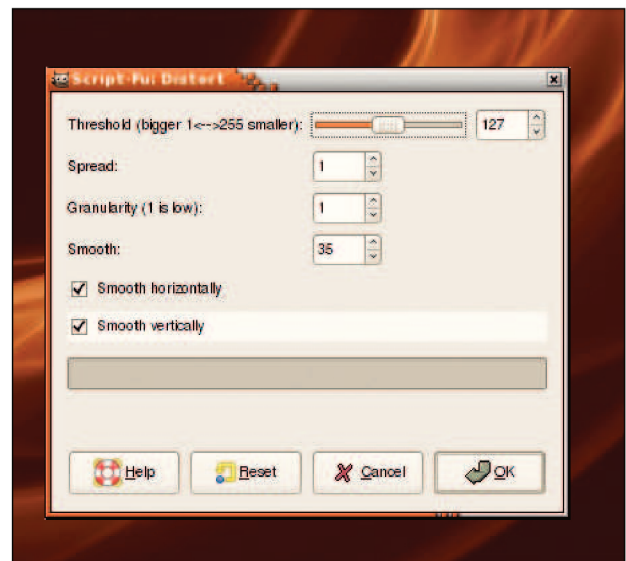 Script-Fu: Distort
Threshold (bigger 1<-->255 smaller): 127
Spread: 1
Granularity (1 is low): 1
Smooth: 35
Smooth horizontally
Smooth vertically
Help Reset Cancel OK